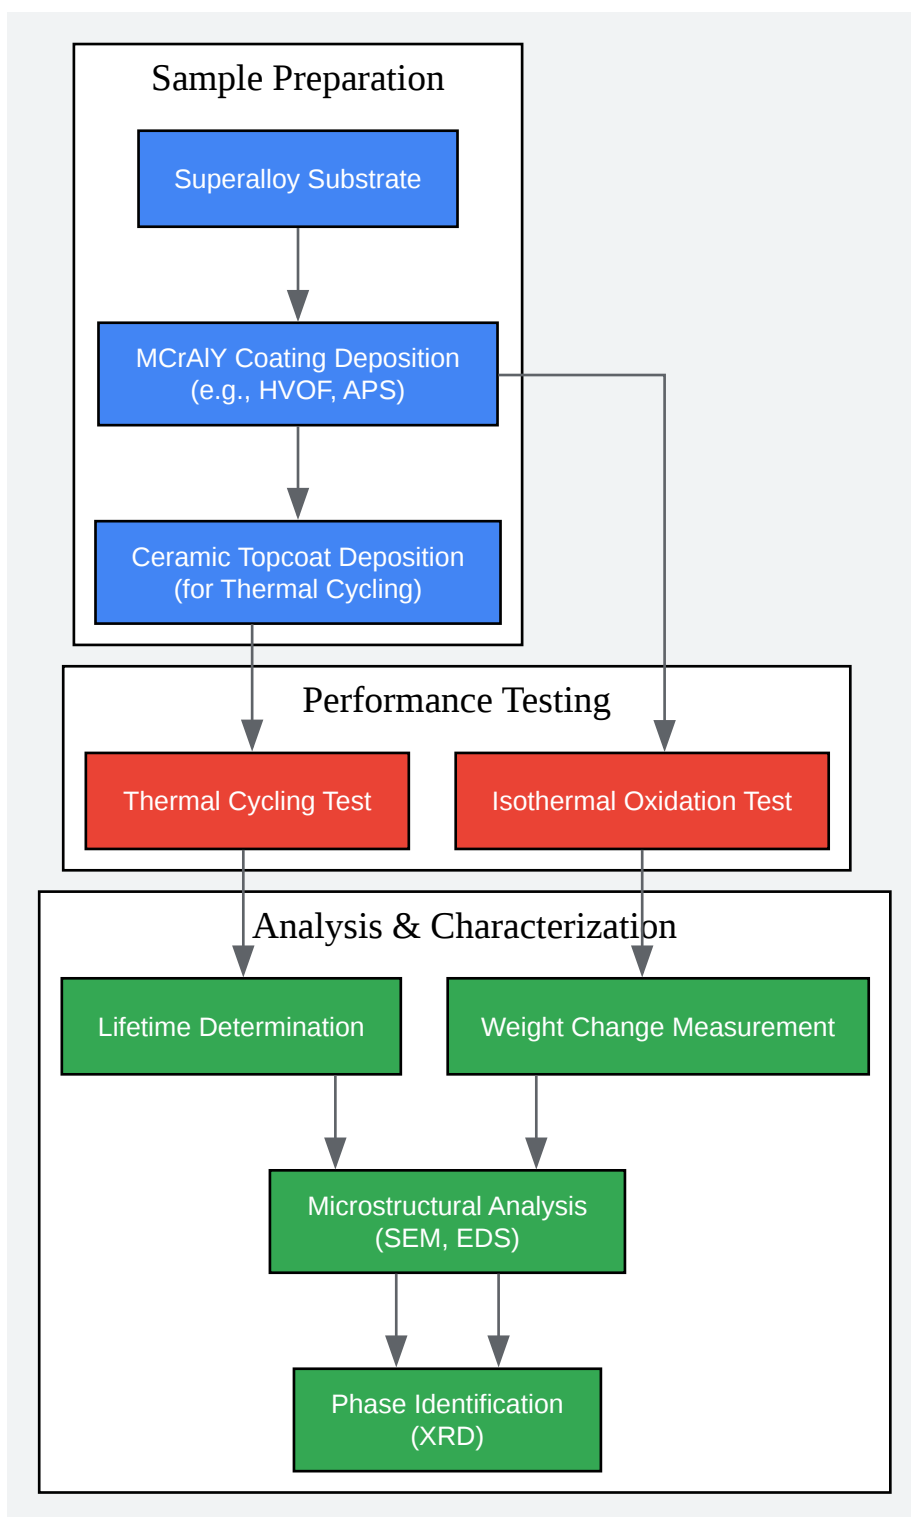 Sample Preparation
Superalloy Substrate
MCrAlY Coating Deposition
(e.g., HVOF, APS)
Ceramic Topcoat Deposition
(for Thermal Cycling)
Performance Testing
Thermal Cycling Test
Isothermal Oxidation Test
Analysis & Characterization
Lifetime Determination
Weight Change Measurement
Microstructural Analysis
(SEM, EDS)
Phase Identification
(XRD)